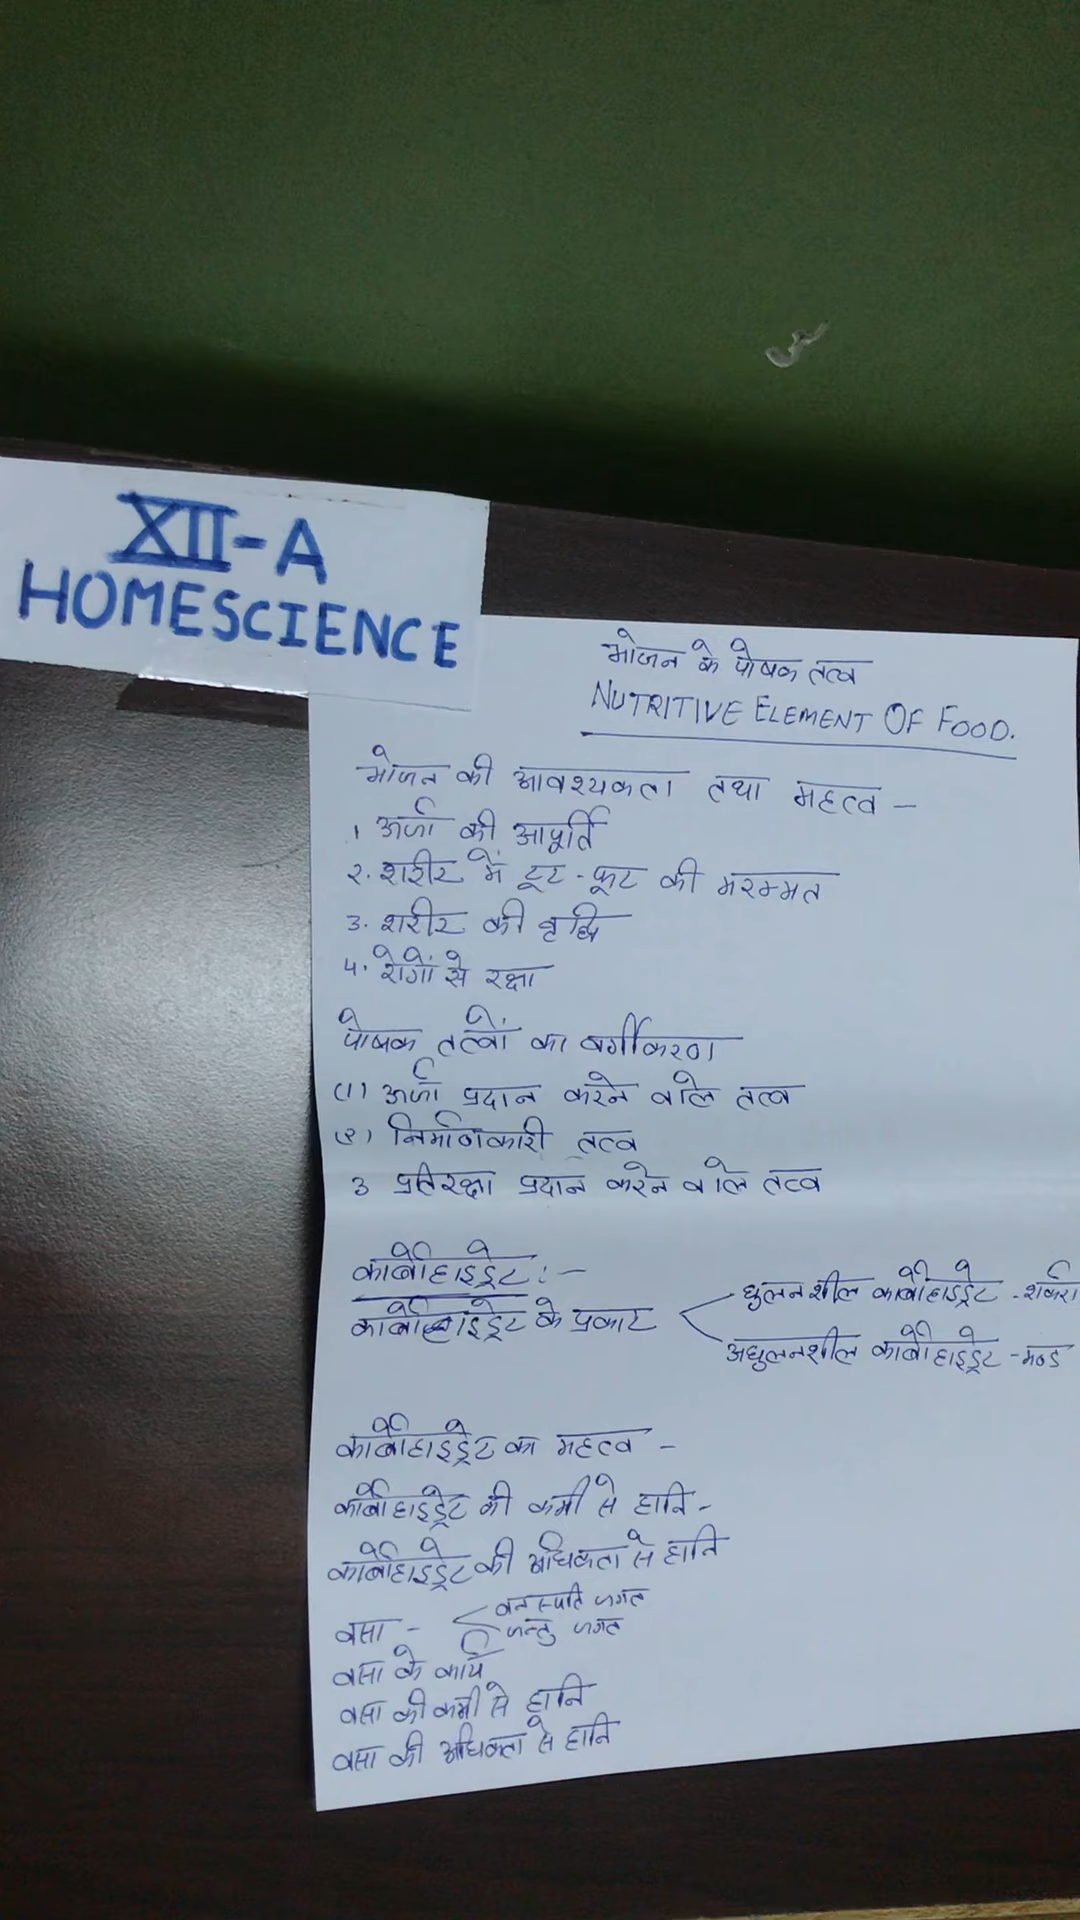 XII-A
HOMESCIENCE
भोजन के पोषक तत्व
NUTRITIVE ELEMENT OF FOOD.
भोजन की आवश्यकता तथा महत्व –
1 ऊर्जा की आपूर्ति
२. शरीर में टूट-फूट की मरम्मत
3. शरीर की वृद्धि
4. रोगों से रक्षा
पोषक तत्वों का वर्गीकरण
(1) ऊर्जा प्रदान करने वाले तत्व
(२) निर्माणकारी तत्व
3 प्रतिरक्षा प्रदान करने वाले तत्व
कार्बोहाइड्रेट :–
कार्बोहाइड्रेट के प्रकार
घुलनशील कार्बोहाइड्रेट - शर्करा
अघुलनशील कार्बोहाइड्रेट - मण्ड
कार्बोहाइड्रेट का महत्व –
कार्बोहाइड्रेट की कमी से हानि -
कार्बोहाइड्रेट की अधिकता से हानि
वसा - वनस्पति जगत
जन्तु जगत
वसा के कार्य
वसा की कमी से हानि
वसा की अधिकता से हानि